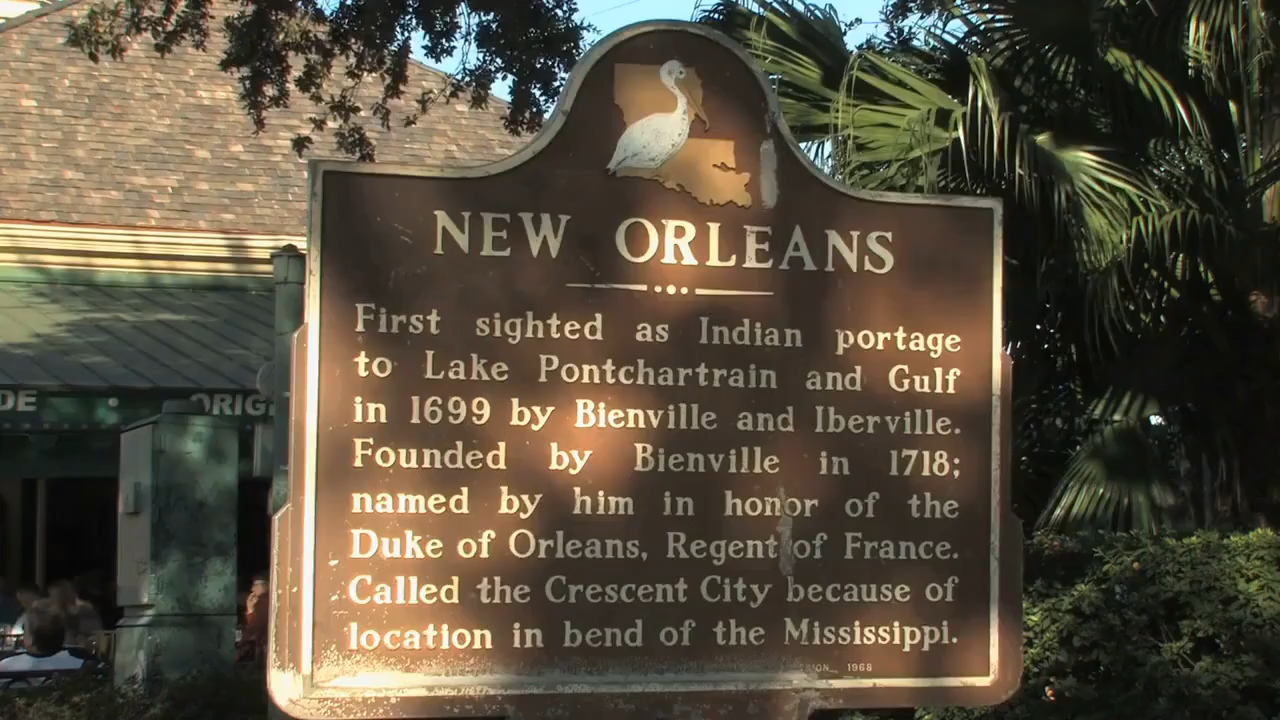 NEW ORLEANS
First sighted as Indian portage
to Lake Pontchartrain and Gulf
in 1699 by Bienville and Iberville.
Founded by Bienville in 1718;
named by him in honor of the
Duke of Orleans, Regent of France.
Called the Crescent City because of
location in bend of the Mississippi.
1968
DE • ORIG